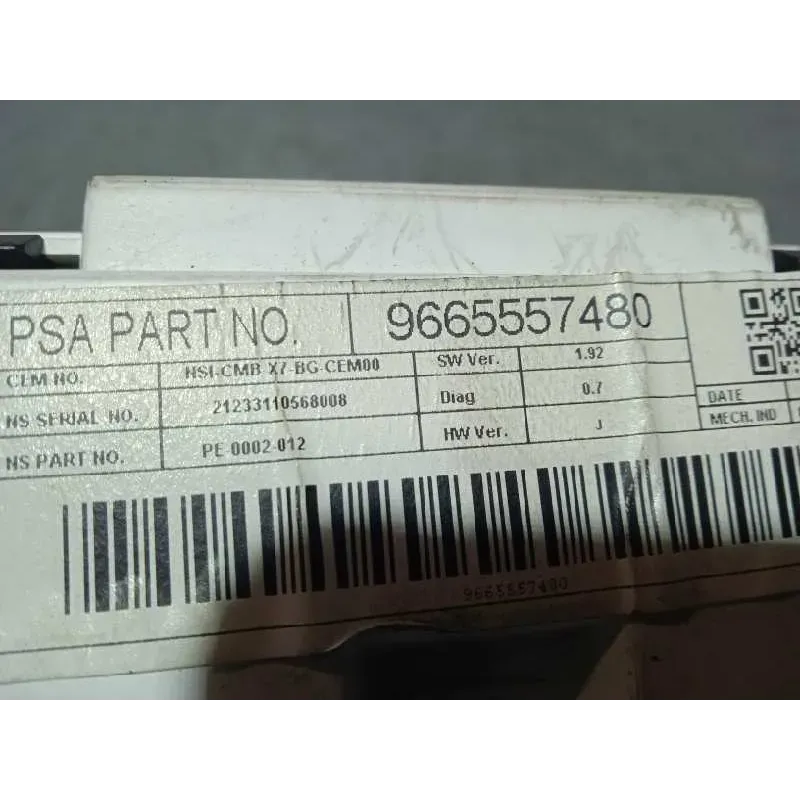 PSA PART NO. 9665557480
CEM NO. NSI-CMB X7-BG-CEM00 SW Ver. 1.92
NS SERIAL NO. 21233110568008 Diag 0.7 DATE
NS PART NO. PE 0002-012 HW Ver. J MECH. IND
9665557480